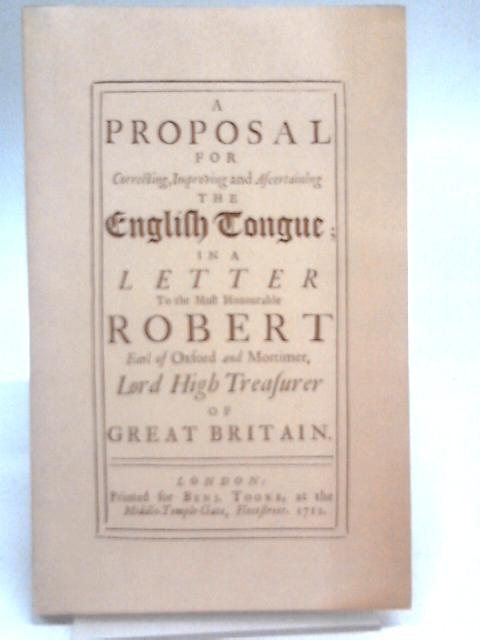 A
PROPOSAL
FOR
Correcting, Improving and Aſcertaining
THE
Engliſh Tongue;
IN A
LETTER
To the Moſt Honourable
ROBERT
Earl of Oxford and Mortimer,
Lord High Treaſurer
OF
GREAT BRITAIN.
LONDON:
Printed for BENJ. TOOKE, at the
Middle-Temple-Gate, Fleetſtreet. 1712.